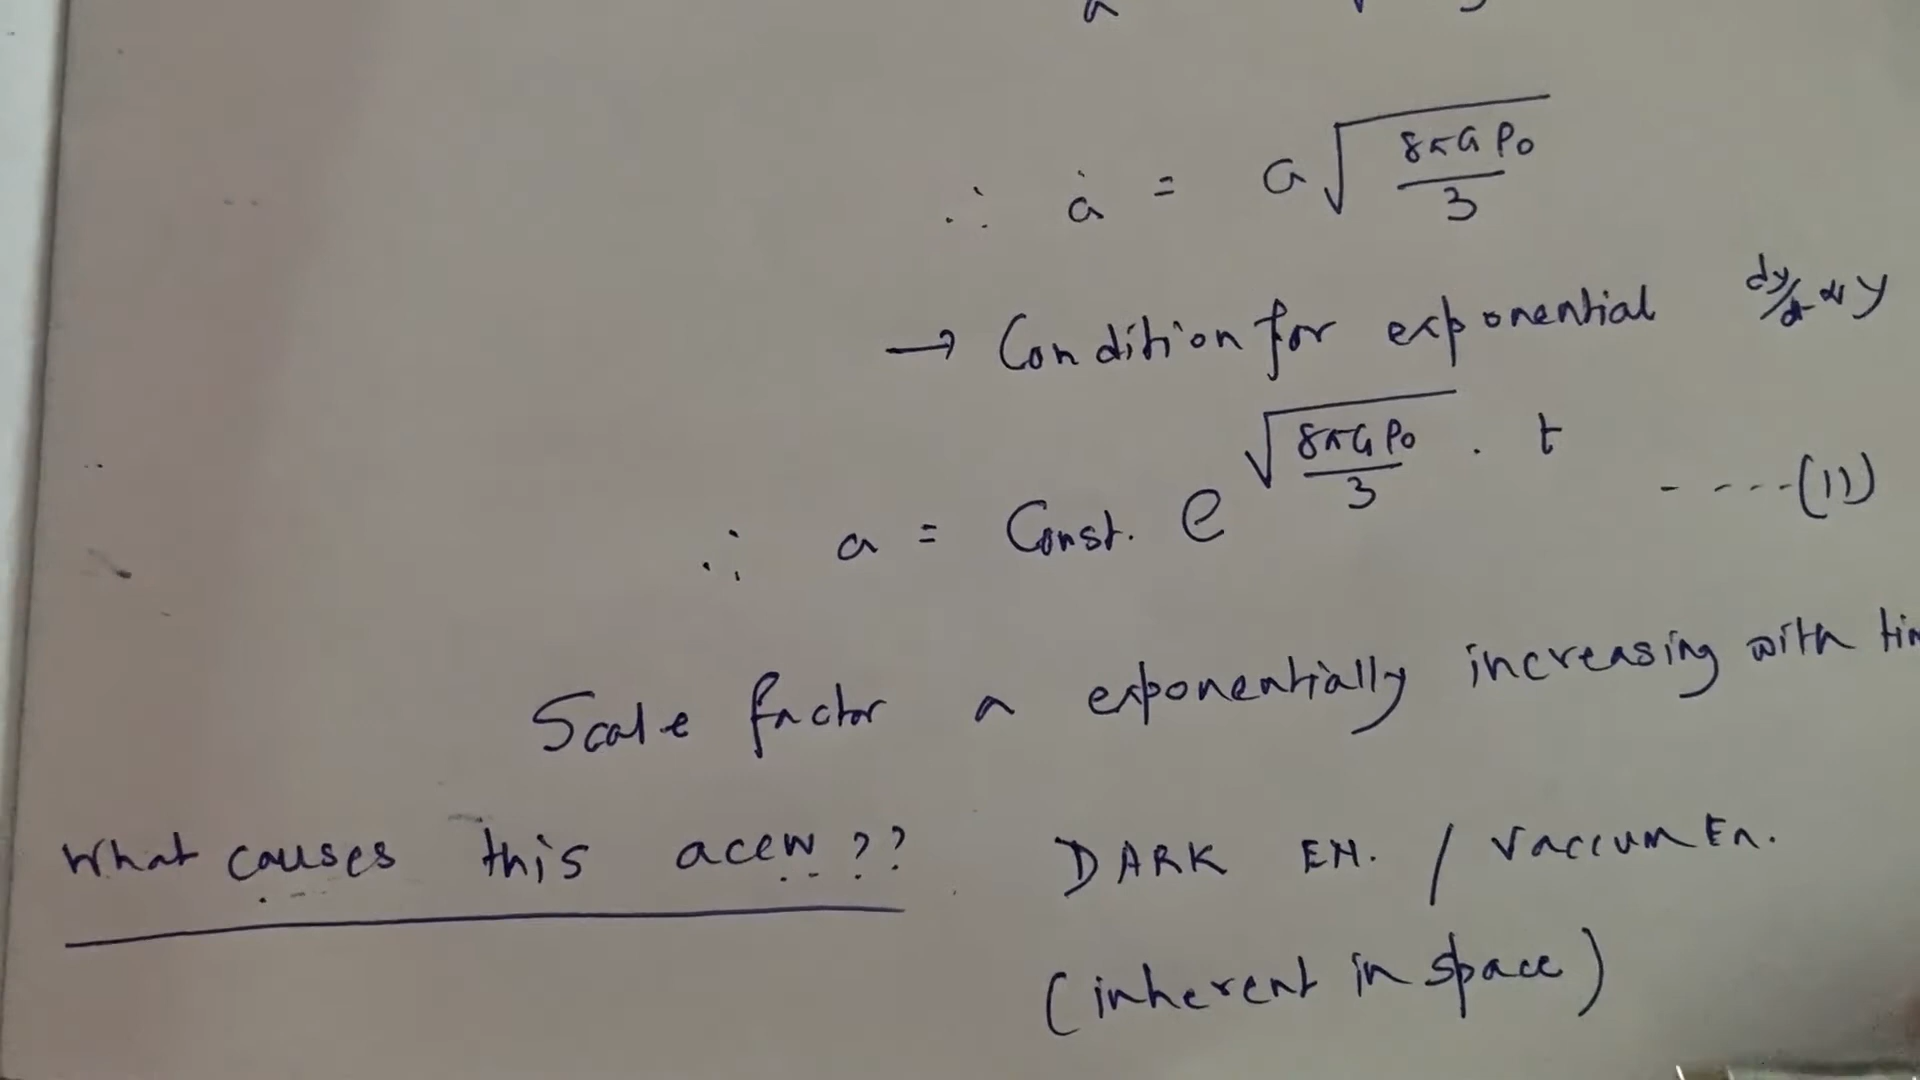 ∴ ȧ = a√(8πGρ₀/3)
→ Condition for exponential dy/dt ∝ y
∴ a = Const. e^(√(8πGρ₀/3) . t) - ----(11)
Scale factor a exponentially increasing with
What causes this acen ??
DARK EN. / Vaccum En.
(inherent in space)